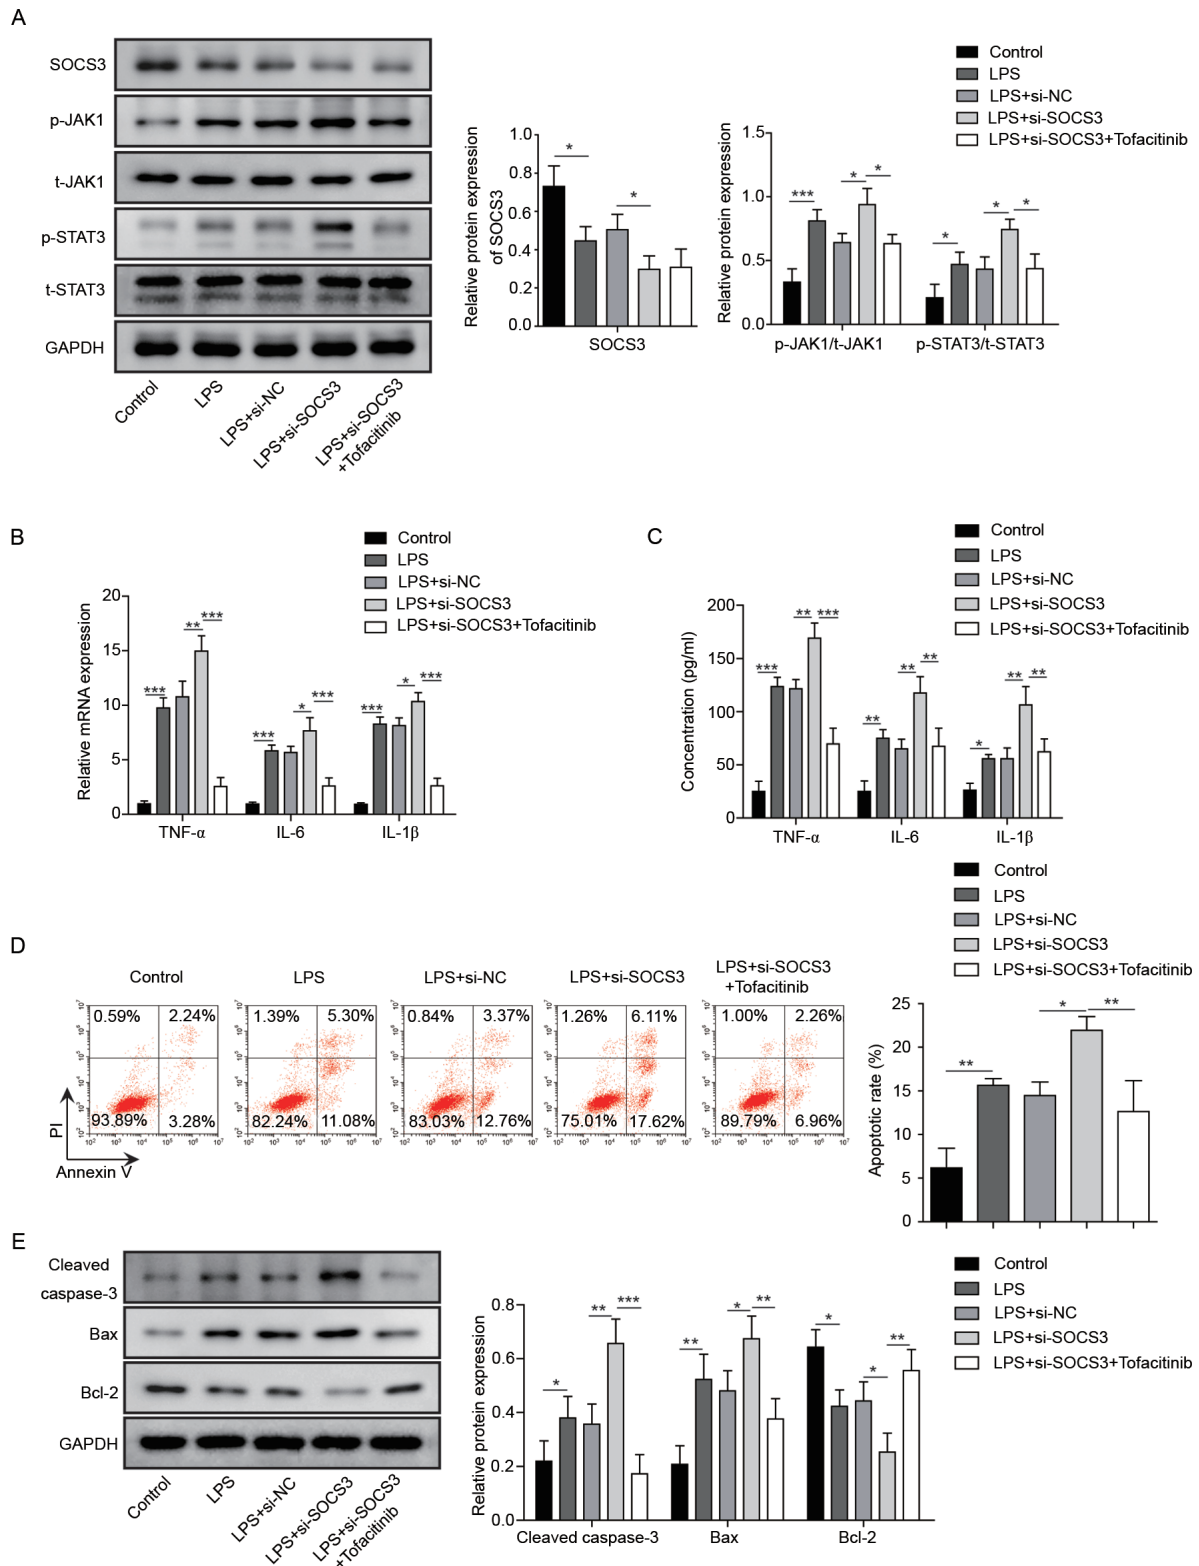 A
SOCS3
p-JAK1
t-JAK1
p-STAT3
t-STAT3
GAPDH
Control
LPS
LPS+si-NC
LPS+si-SOCS3
LPS+si-SOCS3
+Tofacitinib
Relative protein expression
of SOCS3
1.0
0.8
0.6
0.4
0.2
0.0
*
*
SOCS3
Relative protein expression
1.5
1.0
0.5
0.0
***
*
*
*
*
*
p-JAK1/t-JAK1
p-STAT3/t-STAT3
Control
LPS
LPS+si-NC
LPS+si-SOCS3
LPS+si-SOCS3+Tofacitinib
B
Control
LPS
LPS+si-NC
LPS+si-SOCS3
LPS+si-SOCS3+Tofacitinib
Relative mRNA expression
20
15
10
5
0
***
**
***
***
*
***
***
*
***
TNF-α
IL-6
IL-1β
C
Control
LPS
LPS+si-NC
LPS+si-SOCS3
LPS+si-SOCS3+Tofacitinib
Concentration (pg/ml)
200
150
100
50
0
***
**
***
**
**
**
*
**
**
TNF-α
IL-6
IL-1β
D
Control
LPS
LPS+si-NC
LPS+si-SOCS3
LPS+si-SOCS3
+Tofacitinib
0.59%
2.24%
93.89%
3.28%
1.39%
5.30%
82.24%
11.08%
0.84%
3.37%
83.03%
12.76%
1.26%
6.11%
75.01%
17.62%
1.00%
2.26%
89.79%
6.96%
PI
Annexin V
Control
LPS
LPS+si-NC
LPS+si-SOCS3
LPS+si-SOCS3+Tofacitinib
Apoptotic rate (%)
25
20
15
10
5
0
**
*
**
E
Cleaved
caspase-3
Bax
Bcl-2
GAPDH
Control
LPS
LPS+si-NC
LPS+si-SOCS3
LPS+si-SOCS3
+Tofacitinib
Relative protein expression
0.8
0.6
0.4
0.2
0.0
*
**
***
**
*
**
*
*
**
Cleaved caspase-3
Bax
Bcl-2
Control
LPS
LPS+si-NC
LPS+si-SOCS3
LPS+si-SOCS3+Tofacitinib